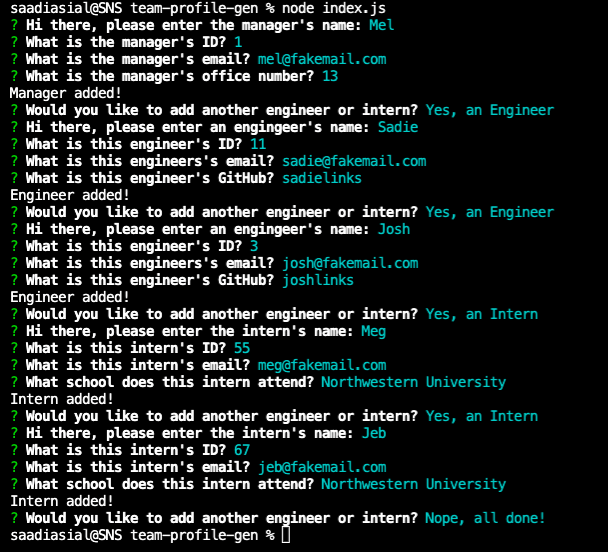 saadiasial@SNS team-profile-gen % node index.js
? Hi there, please enter the manager's name: Mel
? What is the manager's ID? 1
? What is the manager's email? mel@fakemail.com
? What is the manager's office number? 13
Manager added!
? Would you like to add another engineer or intern? Yes, an Engineer
? Hi there, please enter an engingeer's name: Sadie
? What is this engineer's ID? 11
? What is this engineers's email? sadie@fakemail.com
? What is this engineer's GitHub? sadielinks
Engineer added!
? Would you like to add another engineer or intern? Yes, an Engineer
? Hi there, please enter an engingeer's name: Josh
? What is this engineer's ID? 3
? What is this engineers's email? josh@fakemail.com
? What is this engineer's GitHub? joshlinks
Engineer added!
? Would you like to add another engineer or intern? Yes, an Intern
? Hi there, please enter the intern's name: Meg
? What is this intern's ID? 55
? What is this intern's email? meg@fakemail.com
? What school does this intern attend? Northwestern University
Intern added!
? Would you like to add another engineer or intern? Yes, an Intern
? Hi there, please enter the intern's name: Jeb
? What is this intern's ID? 67
? What is this intern's email? jeb@fakemail.com
? What school does this intern attend? Northwestern University
Intern added!
? Would you like to add another engineer or intern? Nope, all done!
saadiasial@SNS team-profile-gen %